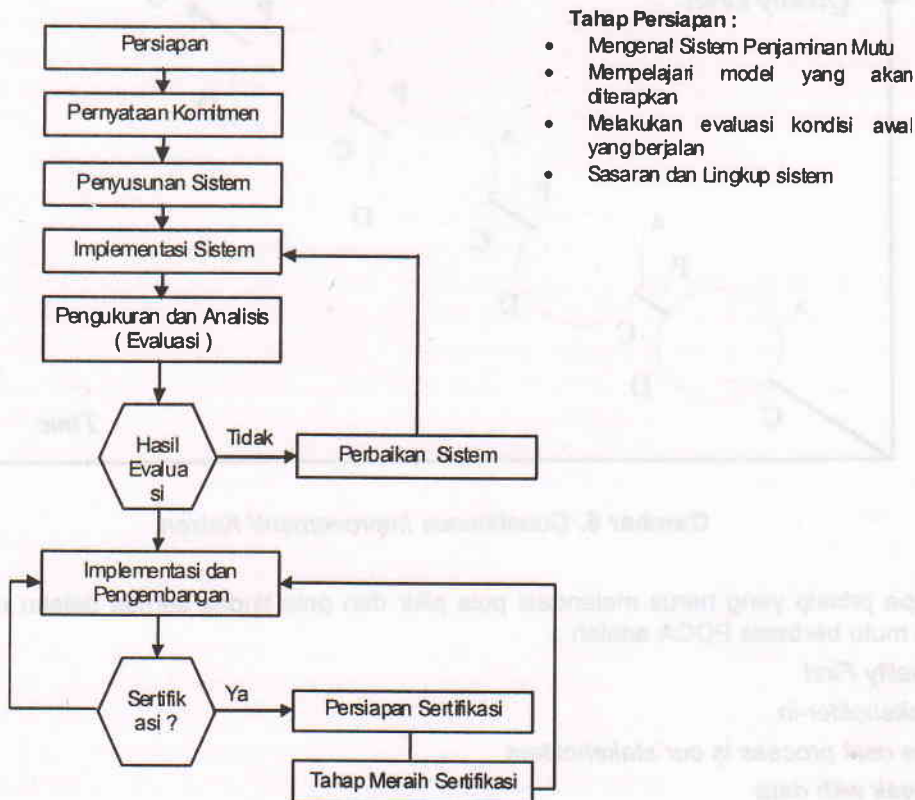 Persiapan
Pernyataan Komitmen
Penyusunan Sistem
Implementasi Sistem
Pengukuran dan Analisis
( Evaluasi )
Hasil
Evalua
si
Tidak
Perbaikan Sistem
Implementasi dan
Pengembangan
Sertifik
asi ?
Ya
Persiapan Sertifikasi
Tahap Meraih Sertifikasi
Tahap Persiapan :
• Mengenal Sistem Penjaminan Mutu
• Mempelajari model yang akan
diterapkan
• Melakukan evaluasi kondisi awal
yang berjalan
• Sasaran dan Lingkup sistem